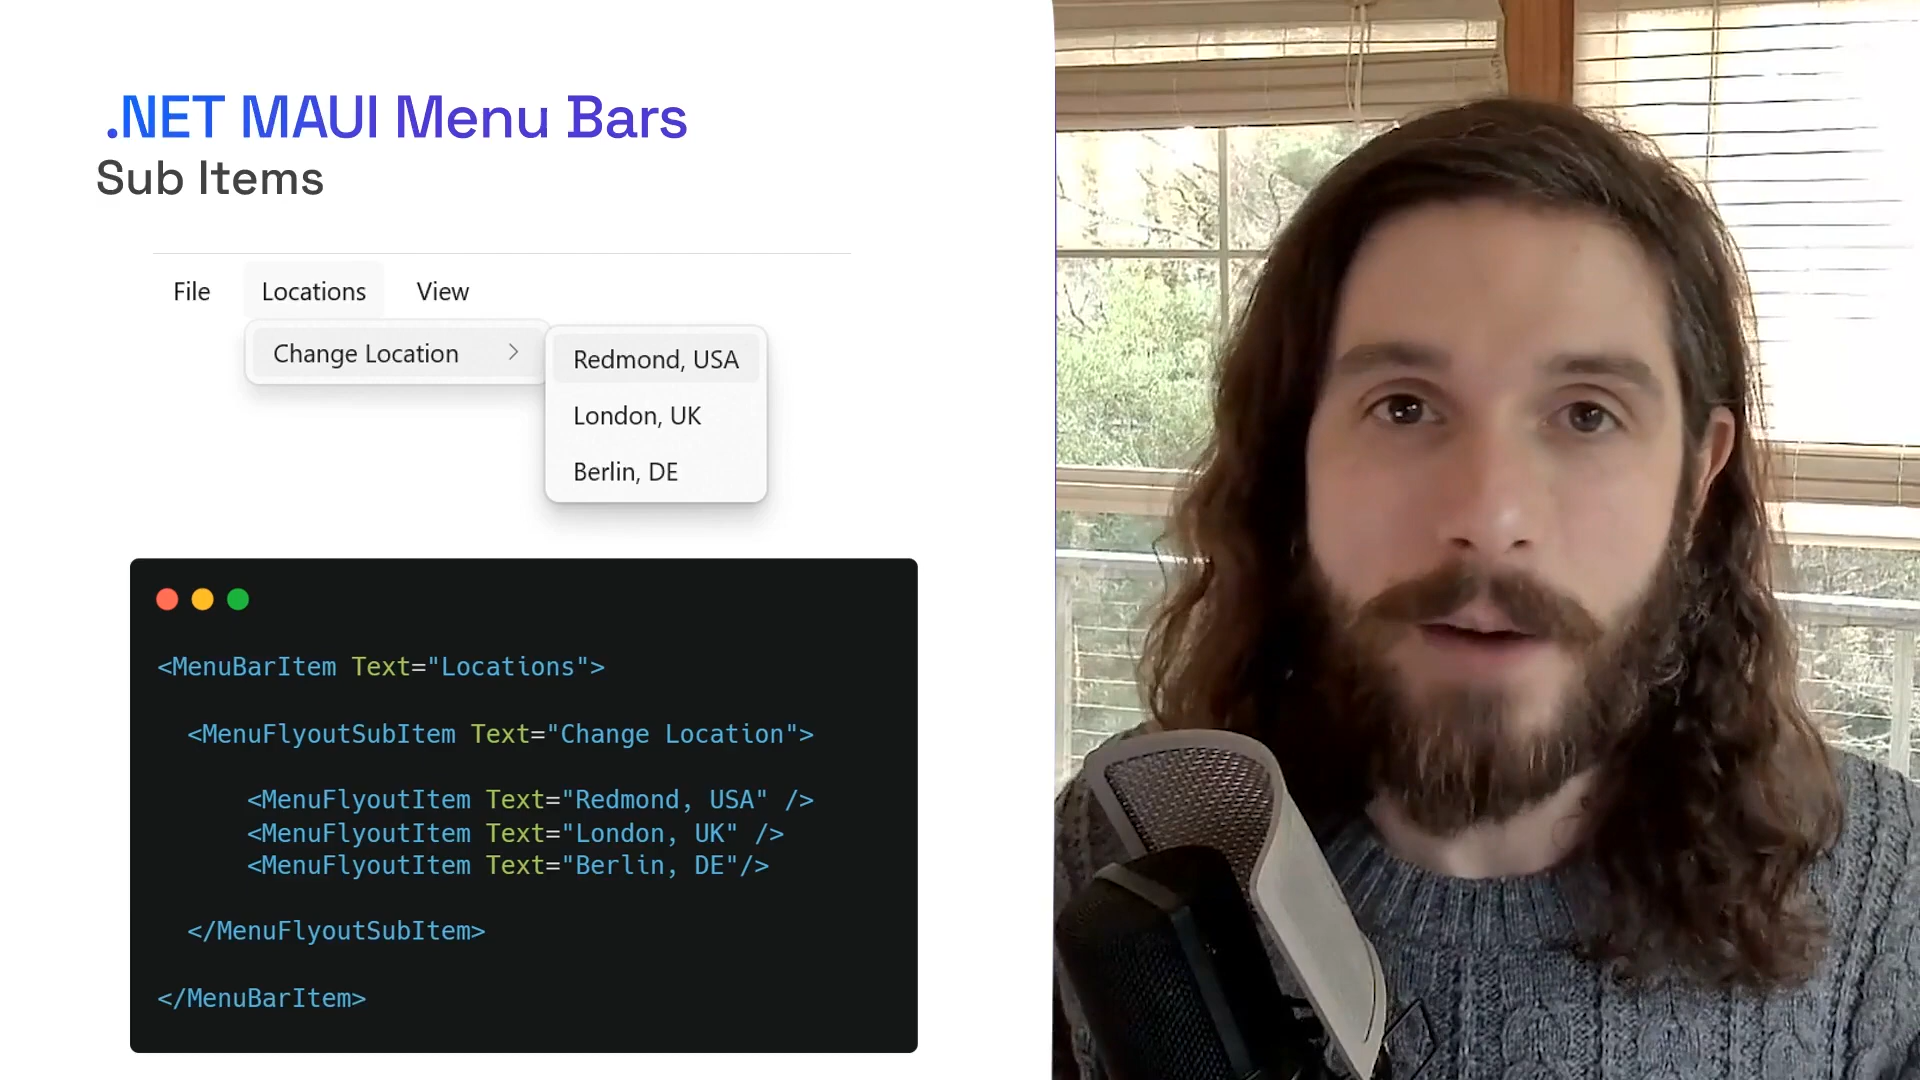 .NET MAUI Menu Bars
Sub Items
File Locations View
Change Location
Redmond, USA
London, UK
Berlin, DE
<MenuBarItem Text="Locations">
<MenuFlyoutSubItem Text="Change Location">
<MenuFlyoutItem Text="Redmond, USA" />
<MenuFlyoutItem Text="London, UK" />
<MenuFlyoutItem Text="Berlin, DE"/>
</MenuFlyoutSubItem>
</MenuBarItem>